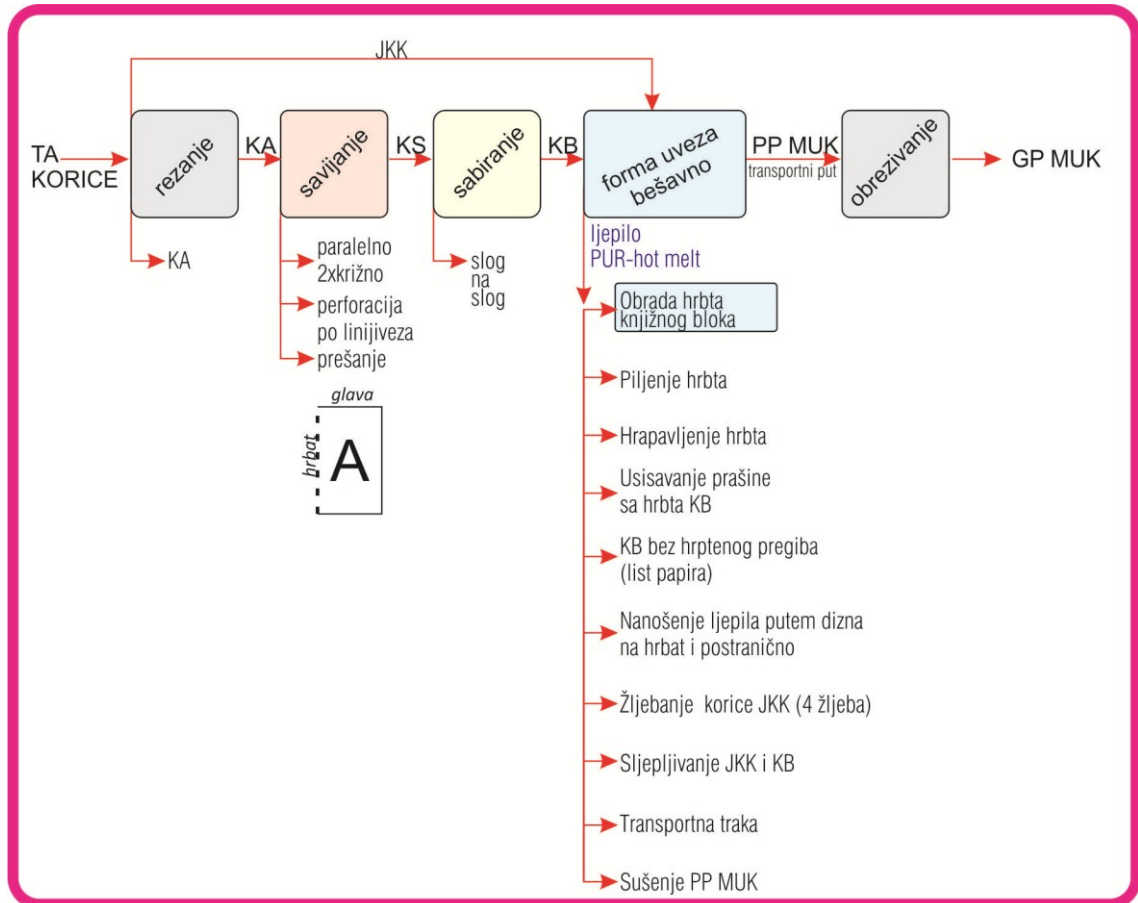 JKK
TA
KORICE
rezanje
KA
savijanje
KS
sabiranje
KB
forma uveza
bešavno
PP MUK
transportni put
obrezivanje
GP MUK
KA
paralelno
2xkrižno
perforacija
po linijiveza
prešanje
slog
na
slog
ljepilo
PUR-hot melt
Obrada hrbta
knjižnog bloka
Piljenje hrbta
glava
hrbat
A
Hrapavljenje hrbta
Usisavanje prašine
sa hrbta KB
KB bez hrptenog pregiba
(list papira)
Nanošenje ljepila putem dizna
na hrbat i postranično
Žljebanje korice JKK (4 žljeba)
Sljepljivanje JKK i KB
Transportna traka
Sušenje PP MUK